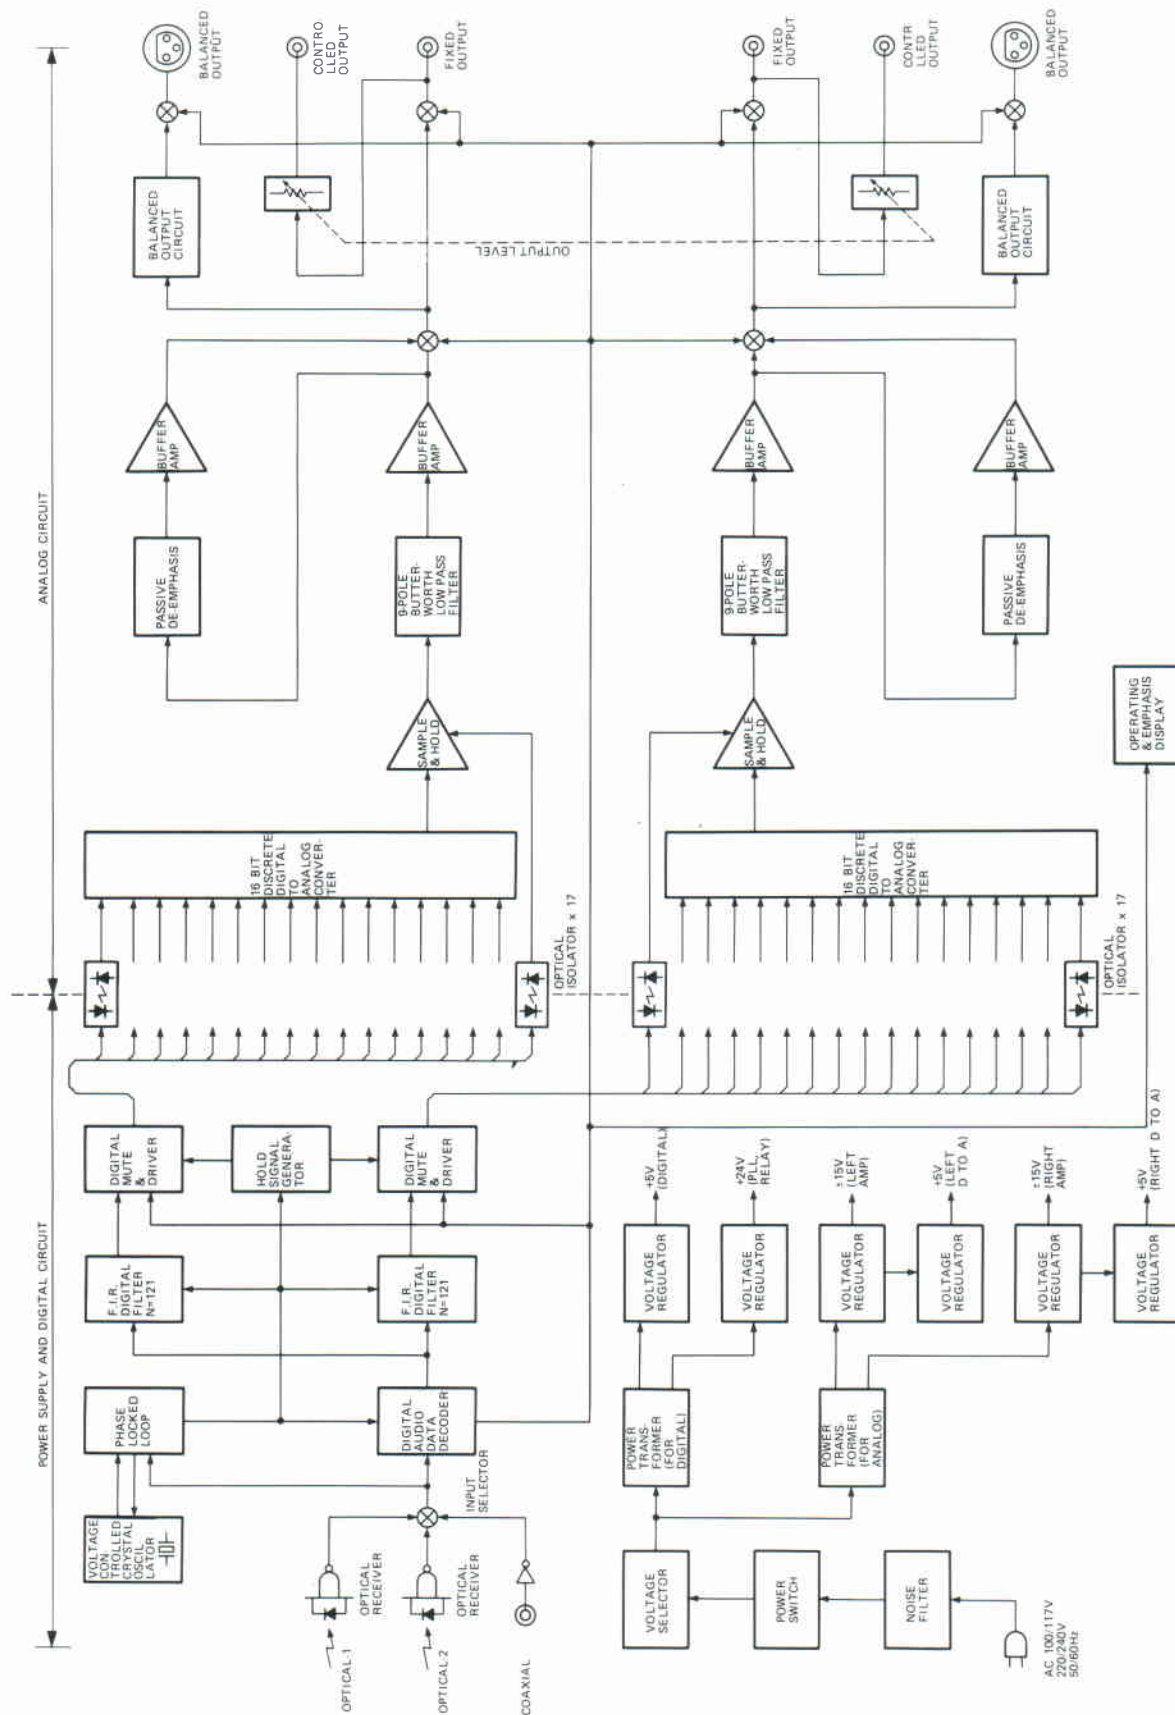 POWER SUPPLY AND DIGITAL CIRCUIT
ANALOG CIRCUIT
VOLTAGE
CON-
TROLLED
CRYSTAL
OSCIL
LATOR
PHASE
LOCKED
LOOP
F.I.R.
DIGITAL
FILTER
N=121
DIGITAL
MUTE
&
DRIVER
HOLD
SIGNAL
GENERA-
TOR
F.I.R.
DIGITAL
FILTER
N=121
DIGITAL
MUTE
&
DRIVER
DIGITAL
AUDIO
DATA
DECODER
INPUT
SELECTOR
OPTICAL
RECEIVER
OPTICAL-1
OPTICAL
RECEIVER
OPTICAL-2
COAXIAL
16 BIT
DISCRETE
DIGITAL
TO
ANALOG
CONVER-
TER
OPTICAL
ISOLATOR x 17
SAMPLE
& HOLD
9-POLE
BUTTER-
WORTH
LOW PASS
FILTER
BUFFER
AMP
PASSIVE
DE-EMPHASIS
BUFFER
AMP
BALANCED
OUTPUT
CIRCUIT
BALANCED
OUTPUT
CONTRO
LLED
OUTPUT
FIXED
OUTPUT
OUTPUT LEVEL
16 BIT
DISCRETE
DIGITAL
TO
ANALOG
CONVER-
TER
OPTICAL
ISOLATOR x 17
SAMPLE
& HOLD
9-POLE
BUTTER-
WORTH
LOW PASS
FILTER
BUFFER
AMP
PASSIVE
DE-EMPHASIS
BUFFER
AMP
FIXED
OUTPUT
CONTR
LLED
OUTPUT
BALANCED
OUTPUT
CIRCUIT
BALANCED
OUTPUT
OPERATING
& EMPHASIS
DISPLAY
VOLTAGE
SELECTOR
POWER
SWITCH
NOISE
FILTER
AC 100/117V
220/240V
50/60Hz
POWER
TRANS-
FORMER
(FOR
DIGITAL)
POWER
TRANS-
FORMER
(FOR
ANALOG)
VOLTAGE
REGULATOR
+5V
(DIGITAL)
VOLTAGE
REGULATOR
+24V
(PLL,
RELAY)
VOLTAGE
REGULATOR
±15V
(LEFT
AMP)
VOLTAGE
REGULATOR
+5V
(LEFT
D TO A)
VOLTAGE
REGULATOR
±15V
(RIGHT
AMP)
VOLTAGE
REGULATOR
+5V
(RIGHT D TO A)